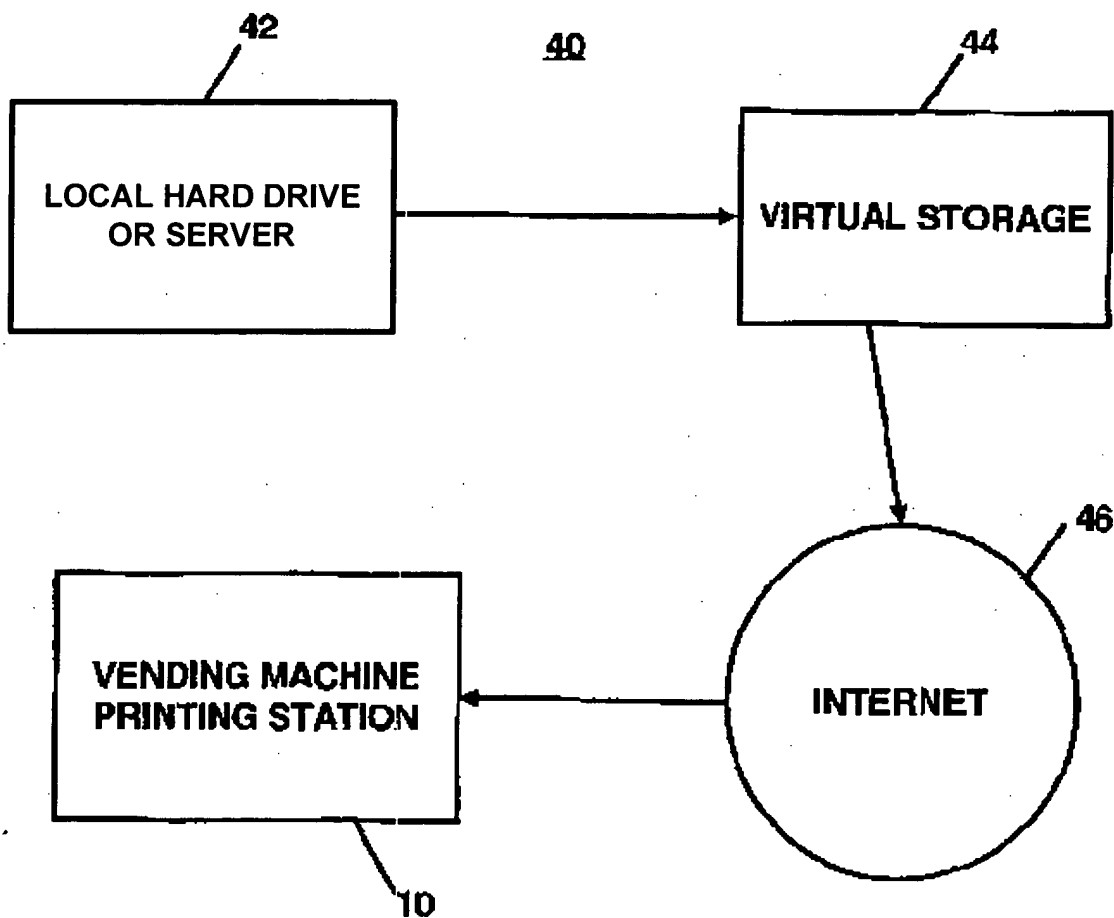 42
40
44
LOCAL HARD DRIVE
OR SERVER
VIRTUAL STORAGE
46
VENDING MACHINE
PRINTING STATION
INTERNET
10